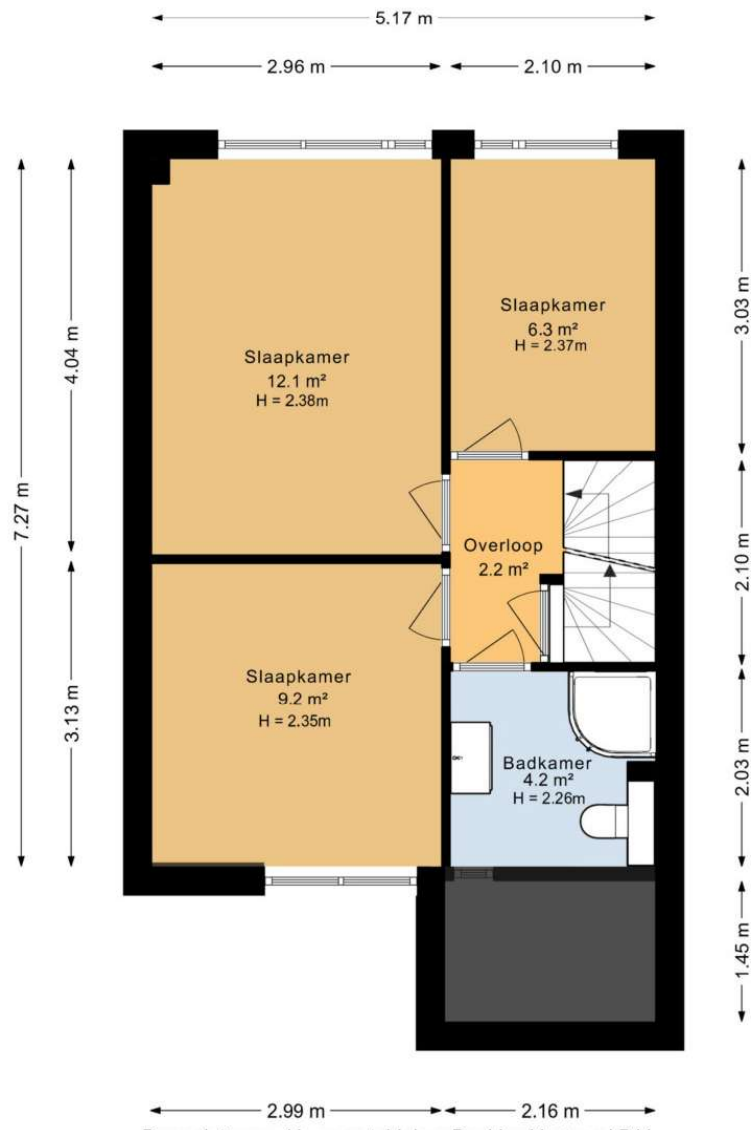 5.17 m
2.96 m
2.10 m
4.04 m
7.27 m
3.13 m
3.03 m
2.10 m
2.03 m
1.45 m
Slaapkamer
6.3 m²
H = 2.37m
Slaapkamer
12.1 m²
H = 2.38m
Overloop
2.2 m²
Slaapkamer
9.2 m²
H = 2.35m
Badkamer
4.2 m²
H = 2.26m
2.99 m
2.16 m